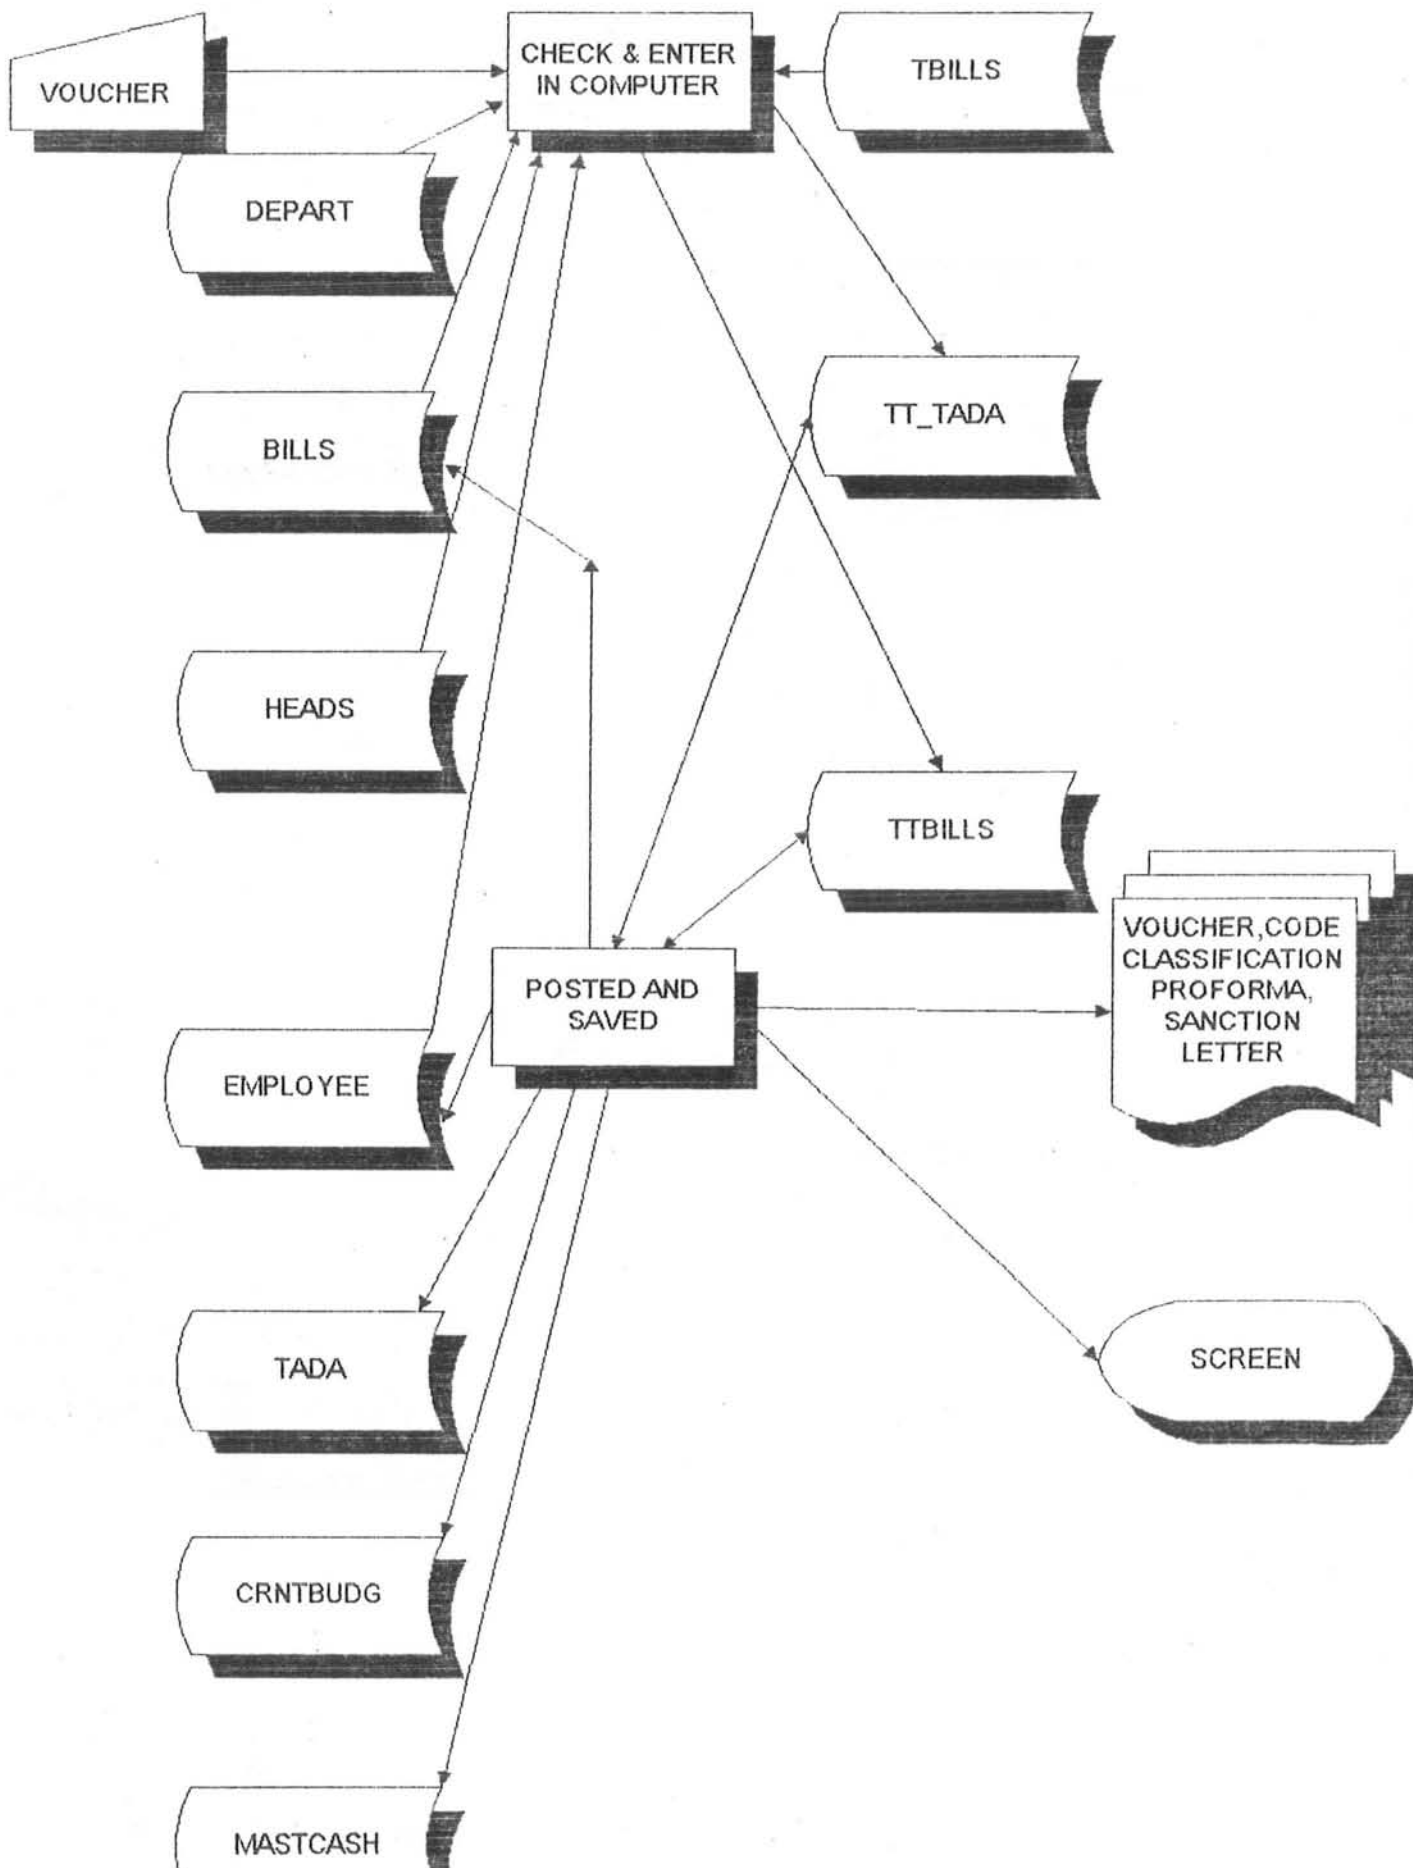 VOUCHER
CHECK & ENTER
IN COMPUTER
TBILLS
DEPART
BILLS
TT_TADA
HEADS
TTBILLS
VOUCHER,CODE
CLASSIFICATION
PROFORMA,
SANCTION
LETTER
POSTED AND
SAVED
EMPLOYEE
TADA
SCREEN
CRNTBUDG
MASTCASH